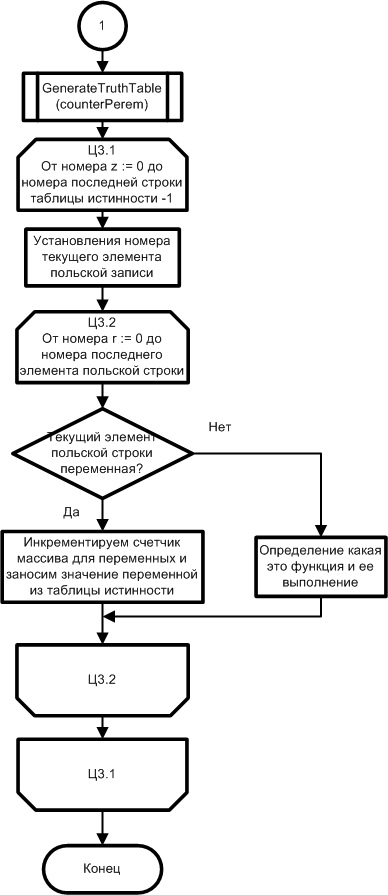 1
GenerateTruthTable
(counterPerem)
Ц3.1
От номера z := 0 до
номера последней строки
таблицы истинности -1
Установления номера
текущего элемента
польской записи
Ц3.2
От номера r := 0 до
номера последнего
элемента польской строки
Текущий элемент
польской строки
переменная?
Нет
Да
Инкрементируем счетчик
массива для переменных и
заносим значение переменной
из таблицы истинности
Определение какая
это функция и ее
выполнение
Ц3.2
Ц3.1
Конец